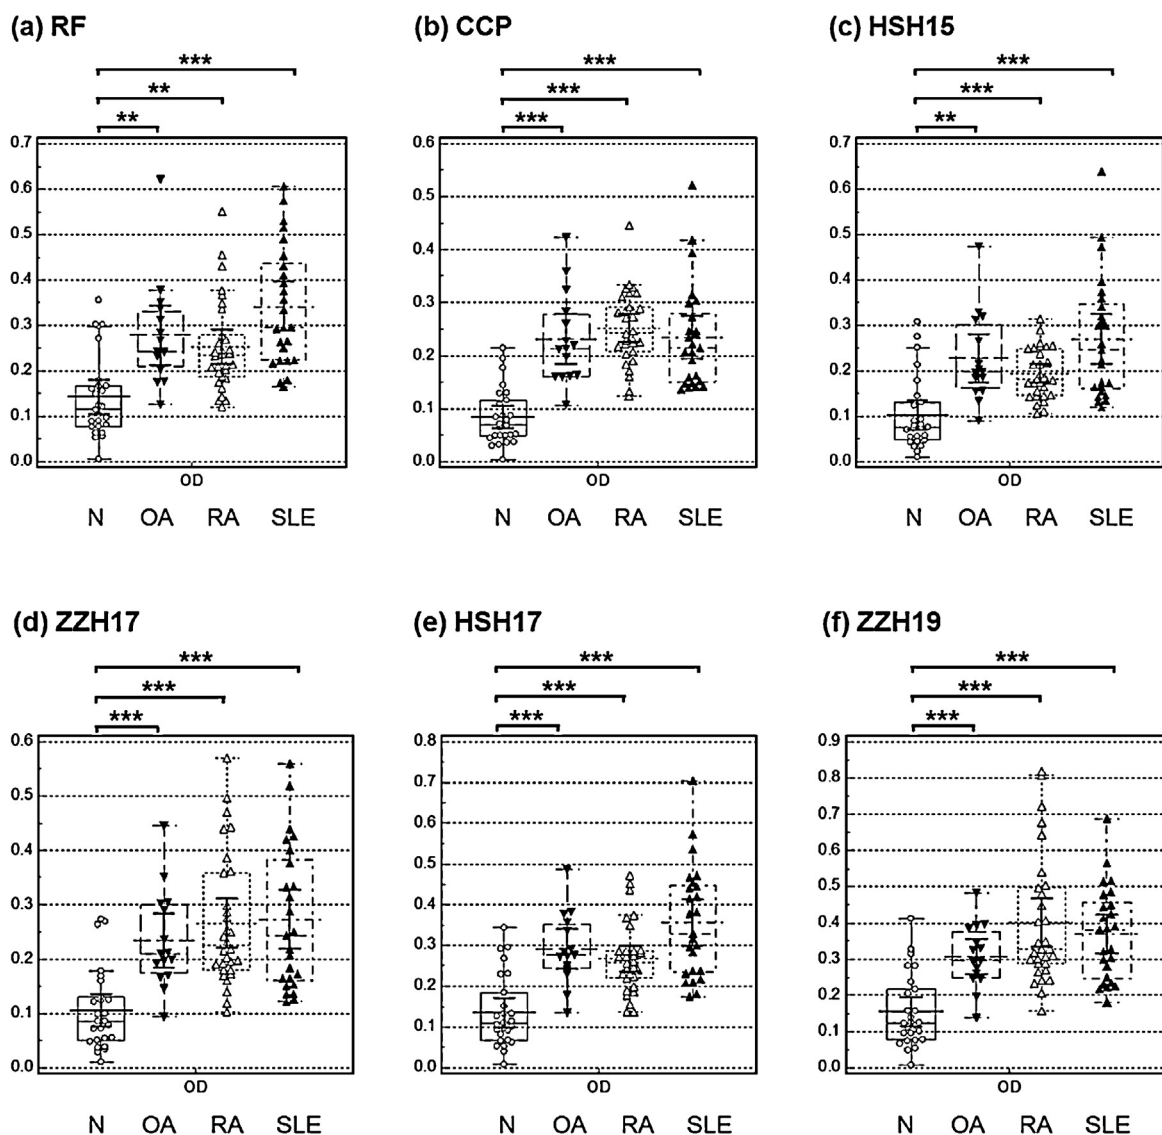 (a) RF (b) CCP (c) HSH15
*** *** ***
** *** ***
** *** **
0.7 0.6 0.7
0.6 0.5 0.6
0.5 0.4 0.5
0.4 0.3 0.4
0.3 0.2 0.3
0.2 0.1 0.2
0.1 0.0 0.1
0.0 0.0
OD OD OD
N OA RA SLE N OA RA SLE N OA RA SLE
(d) ZZH17 (e) HSH17 (f) ZZH19
*** *** ***
*** *** ***
*** *** ***
0.6 0.8 0.9
0.5 0.7 0.8
0.4 0.6 0.7
0.3 0.5 0.6
0.2 0.4 0.5
0.1 0.3 0.4
0.0 0.2 0.3
0.1 0.2
0.0 0.1
0.0
OD OD OD
N OA RA SLE N OA RA SLE N OA RA SLE